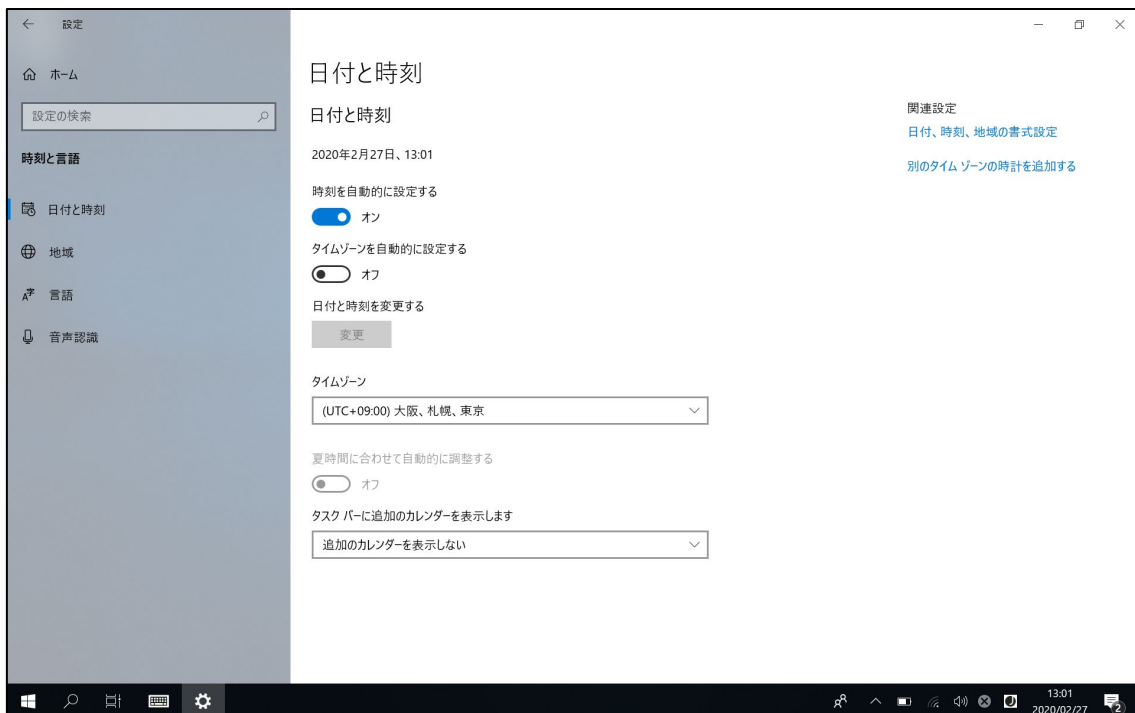 設定
ホーム
設定の検索
時刻と言語
日付と時刻
地域
言語
音声認識
日付と時刻
日付と時刻
2020年2月27日、13:01
時刻を自動的に設定する
オン
タイムゾーンを自動的に設定する
オフ
日付と時刻を変更する
変更
タイムゾーン
(UTC+09:00) 大阪、札幌、東京
夏時間に合わせて自動的に調整する
オフ
タスク バーに追加のカレンダーを表示します
追加のカレンダーを表示しない
関連設定
日付、時刻、地域の書式設定
別のタイム ゾーンの時計を追加する
13:01
2020/02/27
2